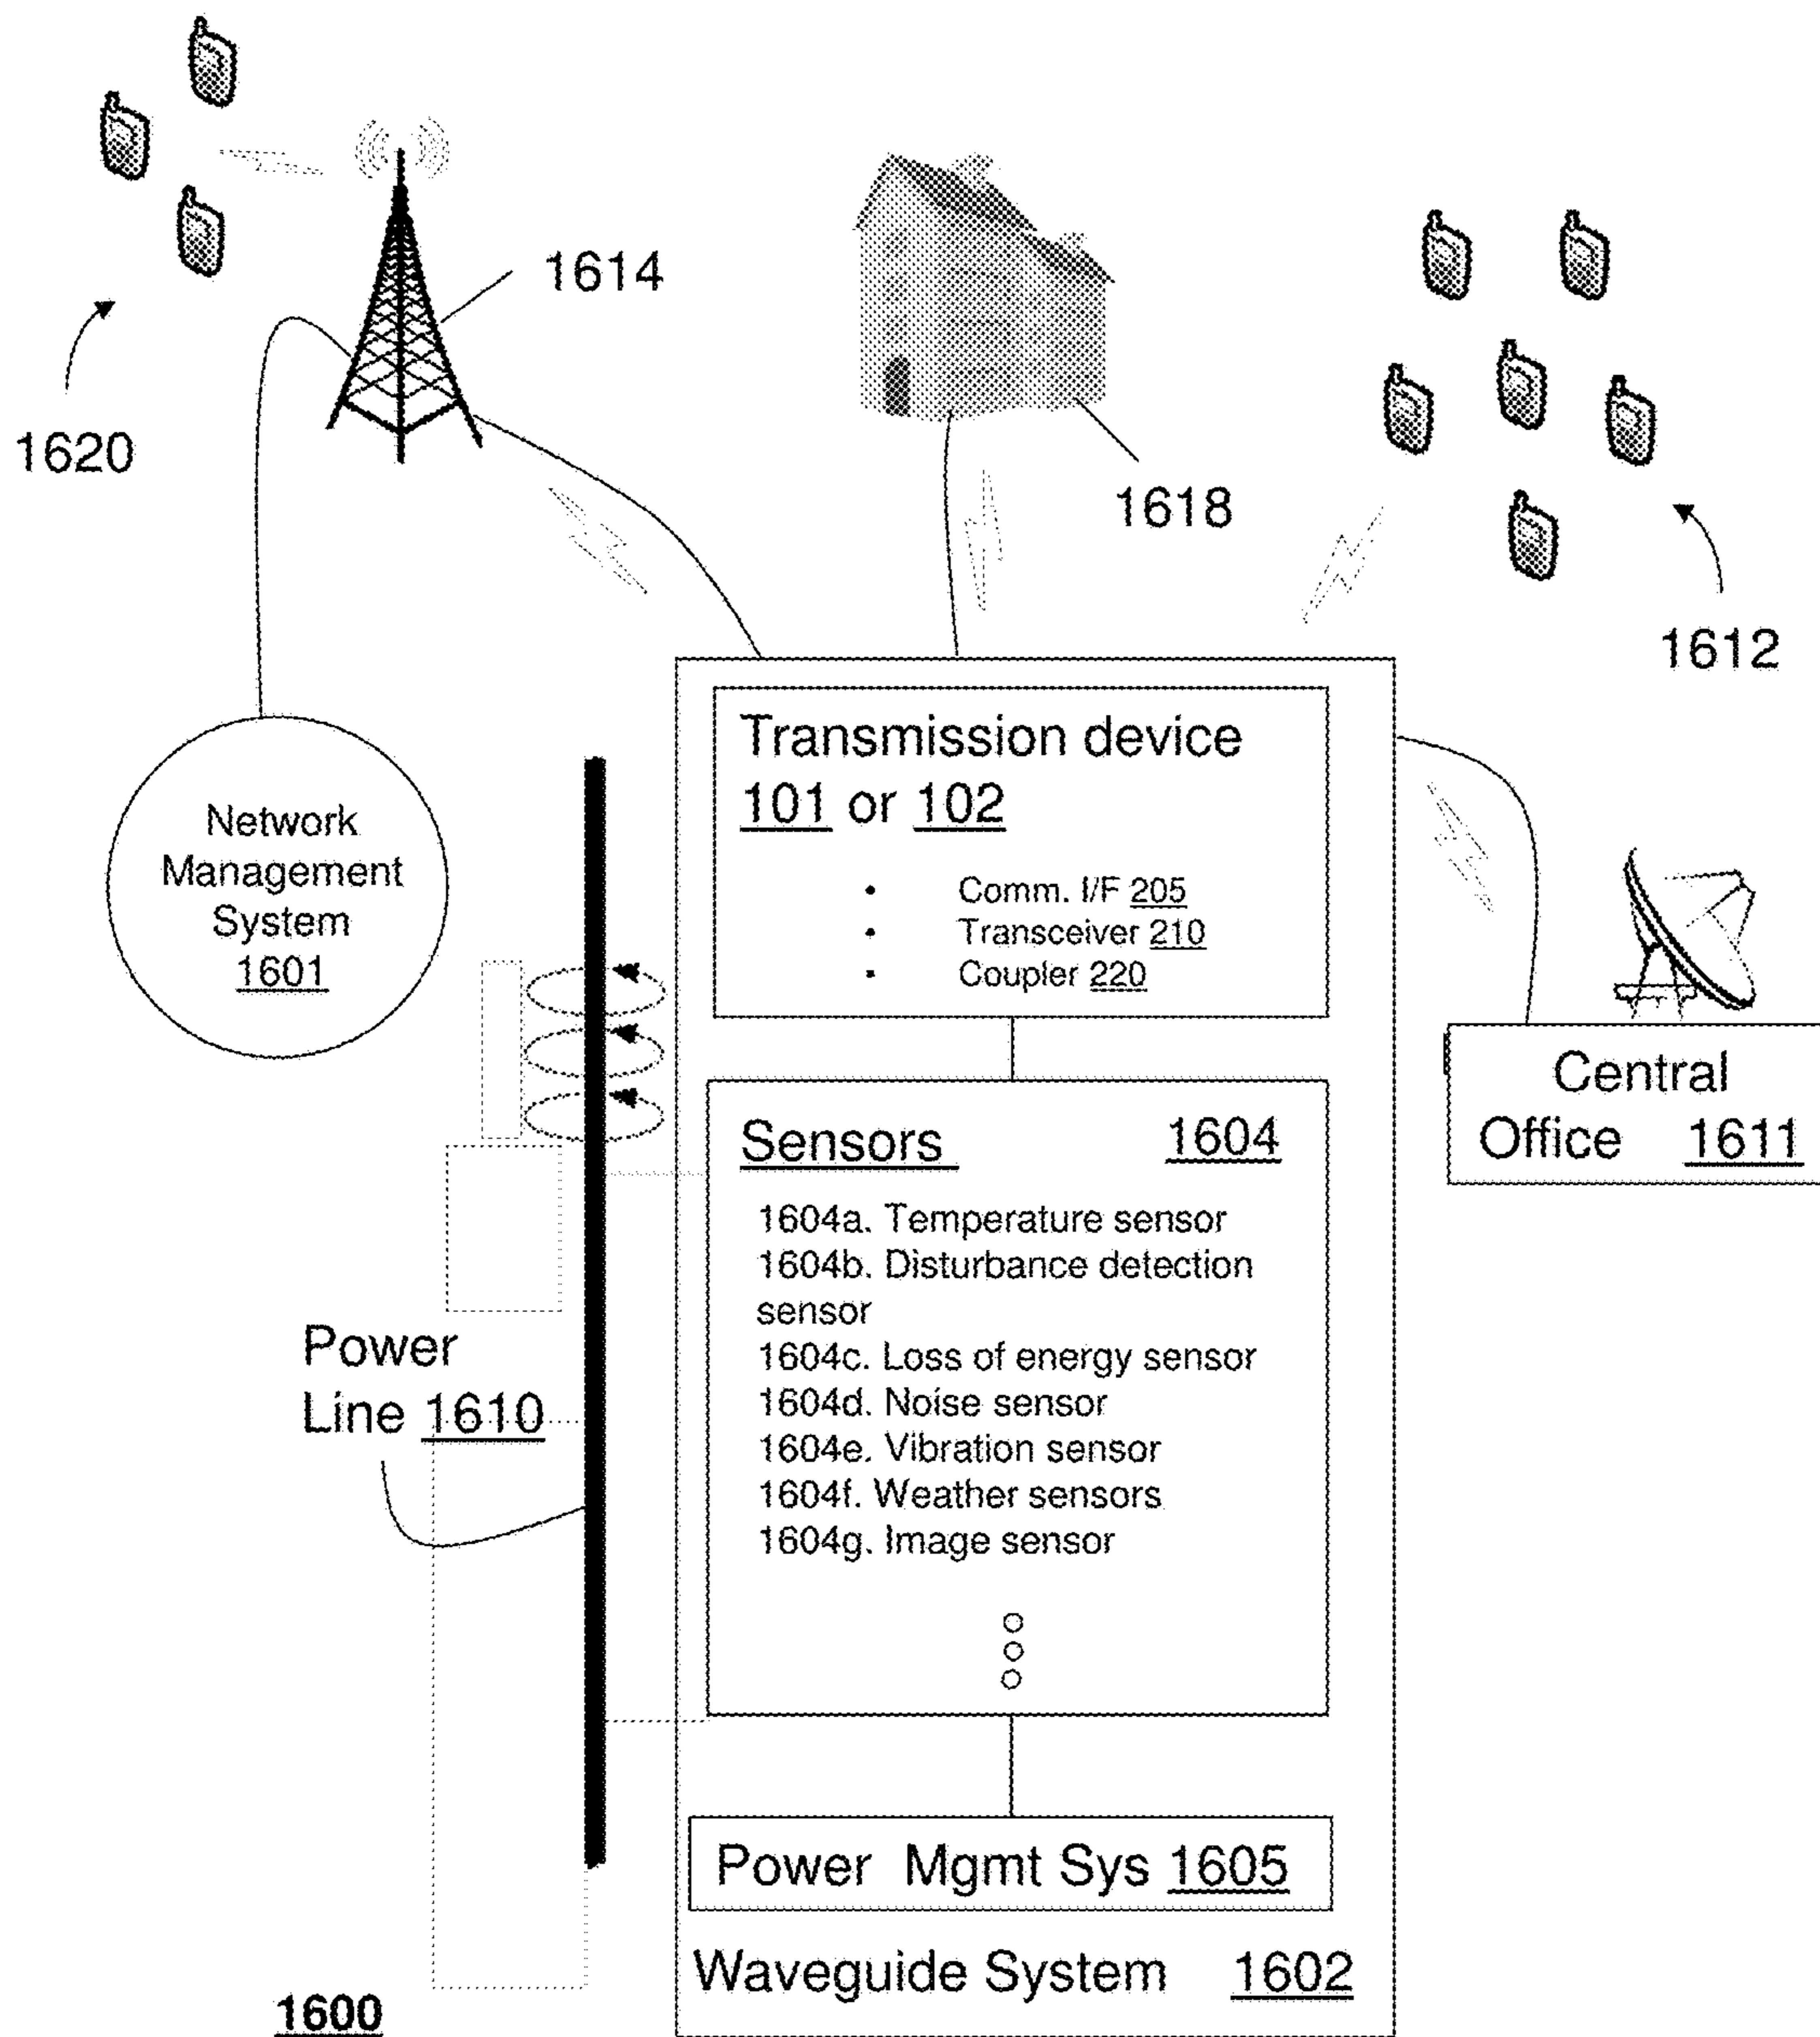 1614
1620
1618
1612
Network
Management
System
1601
Transmission device
101 or 102
• Comm. I/F 205
• Transceiver 210
• Coupler 220
Central
Office 1611
Sensors 1604
1604a. Temperature sensor
1604b. Disturbance detection
sensor
1604c. Loss of energy sensor
1604d. Noise sensor
1604e. Vibration sensor
1604f. Weather sensors
1604g. Image sensor
Power
Line 1610
Power Mgmt Sys 1605
Waveguide System 1602
1600